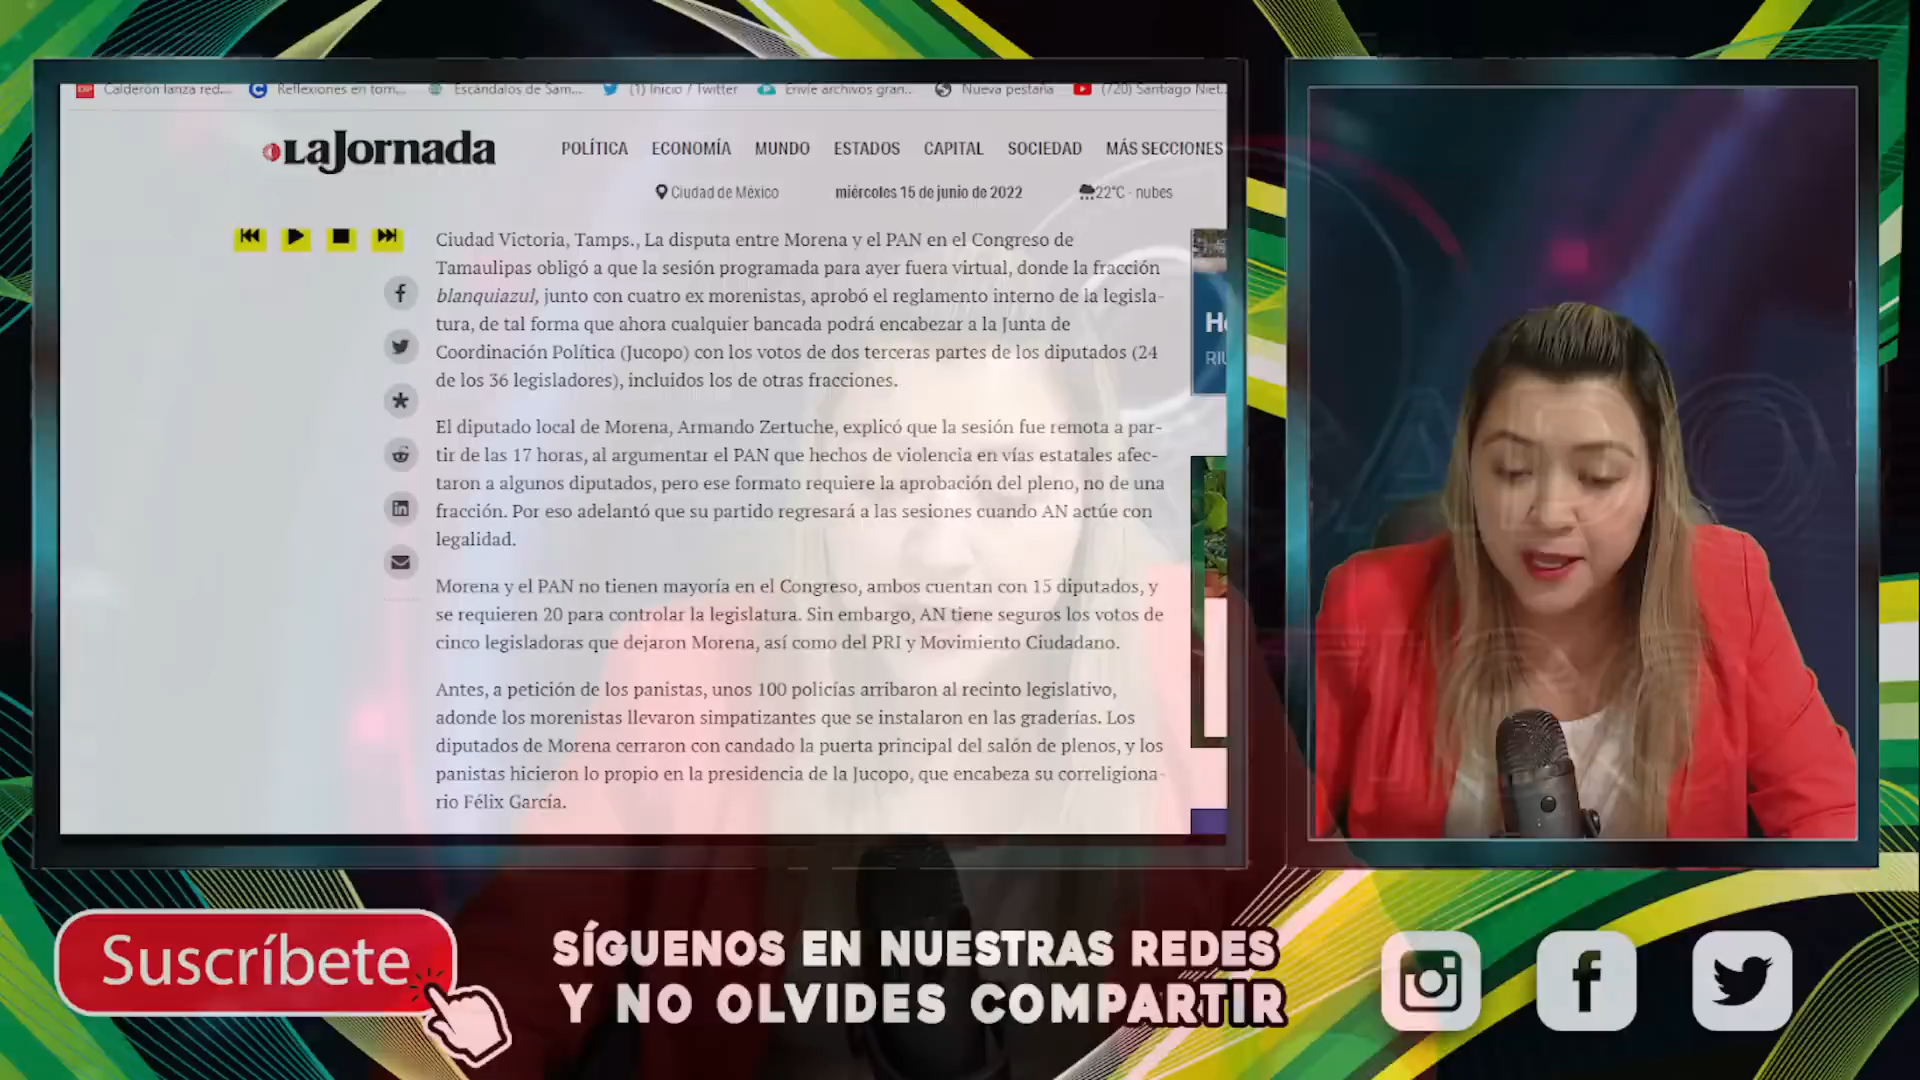 Calderón lanza red... Reflexiones en torn... Escándalos de Sam... (1) Inicio / Twitter Envíe archivos gran... Nueva pestaña (720) Santiago Niet...
LaJornada
POLÍTICA ECONOMÍA MUNDO ESTADOS CAPITAL SOCIEDAD MÁS SECCIONES
Ciudad de México miércoles 15 de junio de 2022 22°C - nubes
Ciudad Victoria, Tamps., La disputa entre Morena y el PAN en el Congreso de
Tamaulipas obligó a que la sesión programada para ayer fuera virtual, donde la fracción
blanquiazul, junto con cuatro ex morenistas, aprobó el reglamento interno de la legisla-
tura, de tal forma que ahora cualquier bancada podrá encabezar a la Junta de
Coordinación Política (Jucopo) con los votos de dos terceras partes de los diputados (24
de los 36 legisladores), incluidos los de otras fracciones.
El diputado local de Morena, Armando Zertuche, explicó que la sesión fue remota a par-
tir de las 17 horas, al argumentar el PAN que hechos de violencia en vías estatales afec-
taron a algunos diputados, pero ese formato requiere la aprobación del pleno, no de una
fracción. Por eso adelantó que su partido regresará a las sesiones cuando AN actúe con
legalidad.
Morena y el PAN no tienen mayoría en el Congreso, ambos cuentan con 15 diputados, y
se requieren 20 para controlar la legislatura. Sin embargo, AN tiene seguros los votos de
cinco legisladoras que dejaron Morena, así como del PRI y Movimiento Ciudadano.
Antes, a petición de los panistas, unos 100 policías arribaron al recinto legislativo,
adonde los morenistas llevaron simpatizantes que se instalaron en las graderías. Los
diputados de Morena cerraron con candado la puerta principal del salón de plenos, y los
panistas hicieron lo propio en la presidencia de la Jucopo, que encabeza su correligiona-
rio Félix García.
Suscríbete
SÍGUENOS EN NUESTRAS REDES
Y NO OLVIDES COMPARTIR